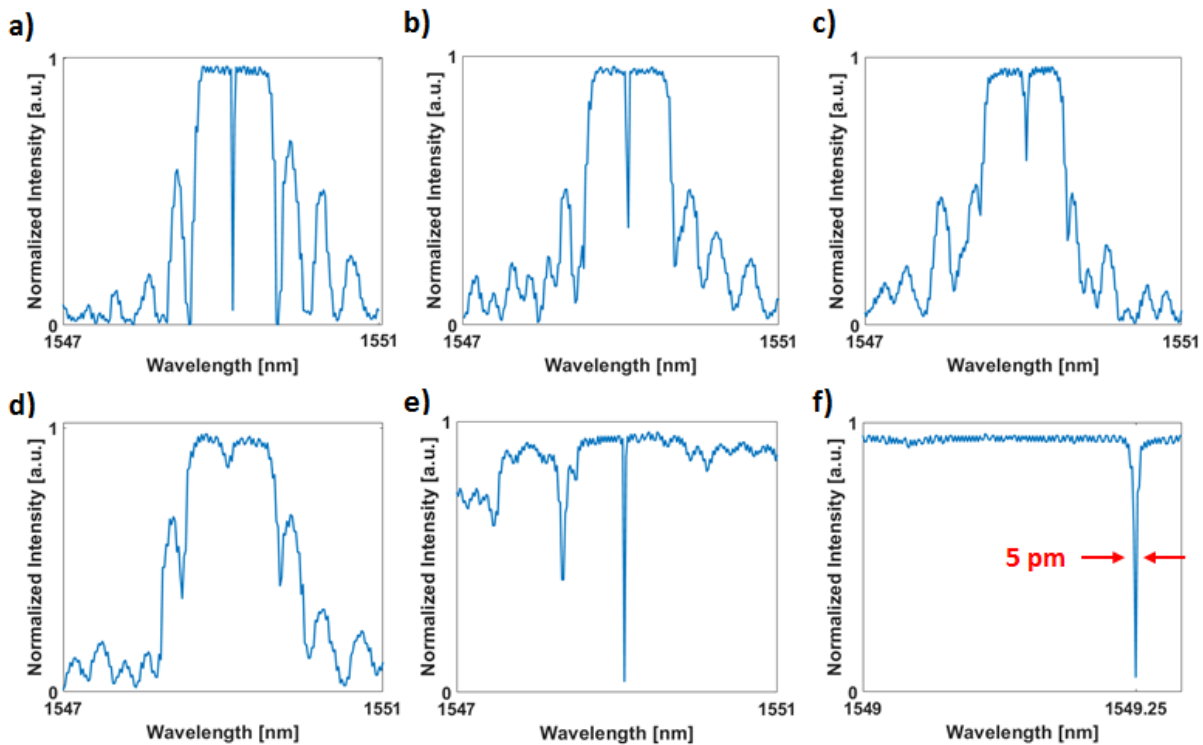 a)
1
Normalized Intensity [a.u.]
0
1547
1551
Wavelength [nm]
b)
1
Normalized Intensity [a.u.]
0
1547
1551
Wavelength [nm]
c)
1
Normalized Intensity [a.u.]
0
1547
1551
Wavelength [nm]
d)
1
Normalized Intensity [a.u.]
0
1547
1551
Wavelength [nm]
e)
1
Normalized Intensity [a.u.]
0
1547
1551
Wavelength [nm]
f)
1
Normalized Intensity [a.u.]
5 pm
0
1549
1549.25
Wavelength [nm]